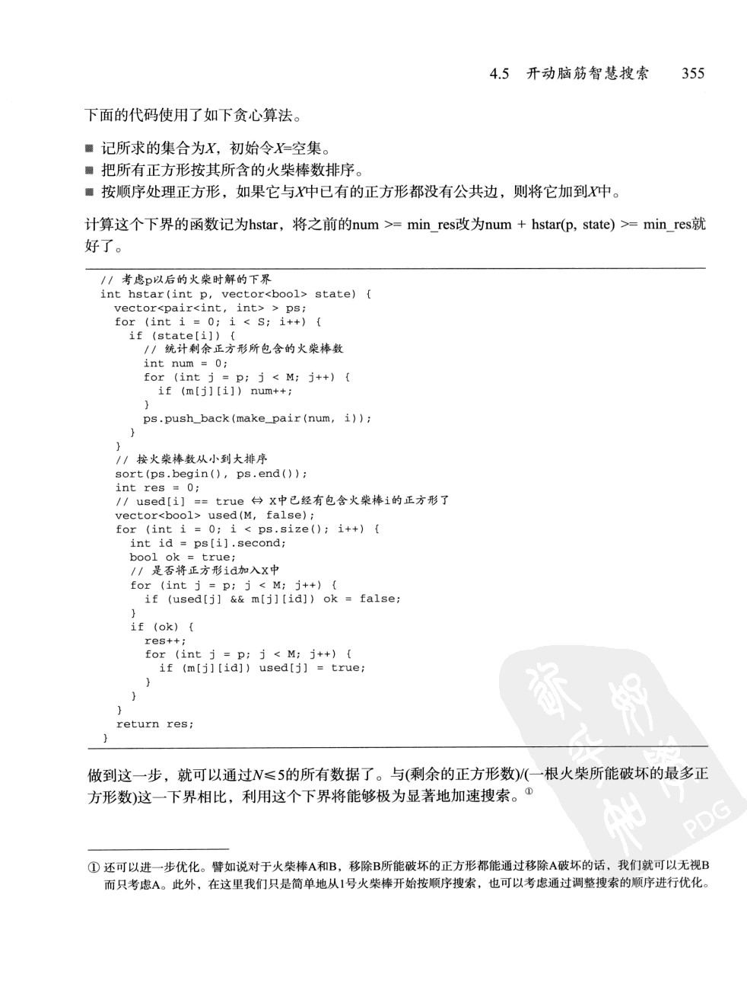 4.5 开动脑筋智慧搜索 355
下面的代码使用了如下贪心算法。
■ 记所求的集合为X，初始令X=空集。
■ 把所有正方形按其所含的火柴棒数排序。
■ 按顺序处理正方形，如果它与X中已有的正方形都没有公共边，则将它加到X中。
计算这个下界的函数记为hstar，将之前的num >= min_res改为num + hstar(p, state) >= min_res就
好了。
// 考虑p以后的火柴时解的下界
int hstar(int p, vector<bool> state) {
vector<pair<int, int> > ps;
for (int i = 0; i < S; i++) {
if (state[i]) {
// 统计剩余正方形所包含的火柴棒数
int num = 0;
for (int j = p; j < M; j++) {
if (m[j][i]) num++;
}
ps.push_back(make_pair(num, i));
}
}
// 按火柴棒数从小到大排序
sort(ps.begin(), ps.end());
int res = 0;
// used[i] == true ⇔ X中已经有包含火柴棒i的正方形了
vector<bool> used(M, false);
for (int i = 0; i < ps.size(); i++) {
int id = ps[i].second;
bool ok = true;
// 是否将正方形id加入X中
for (int j = p; j < M; j++) {
if (used[j] && m[j][id]) ok = false;
}
if (ok) {
res++;
for (int j = p; j < M; j++) {
if (m[j][id]) used[j] = true;
}
}
}
return res;
}
做到这一步，就可以通过N≤5的所有数据了。与(剩余的正方形数)/(一根火柴所能破坏的最多正
方形数)这一下界相比，利用这个下界将能够极为显著地加速搜索。①
① 还可以进一步优化。譬如说对于火柴棒A和B，移除B所能破坏的正方形都能通过移除A破坏的话，我们就可以无视B
而只考虑A。此外，在这里我们只是简单地从1号火柴棒开始按顺序搜索，也可以考虑通过调整搜索的顺序进行优化。
PDG